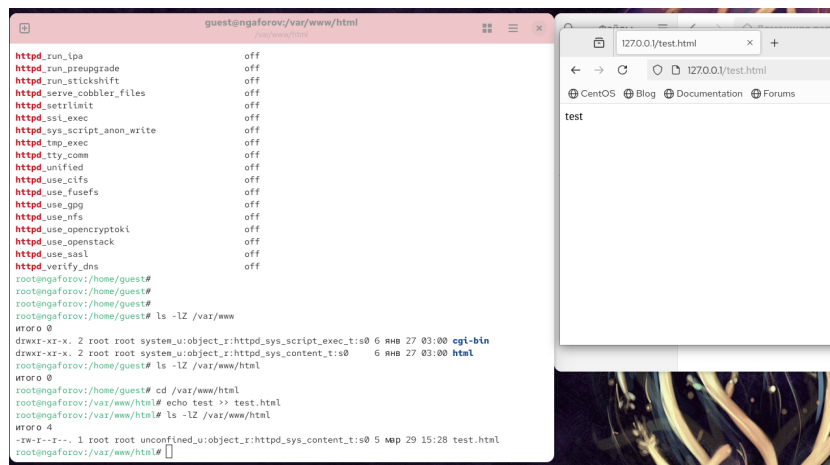 guest@ngaforov:/var/www/html
/var/www/html
httpd_run_ipa off
httpd_run_preupgrade off
httpd_run_stickshift off
httpd_serve_cobbler_files off
httpd_setrlimit off
httpd_ssi_exec off
httpd_sys_script_anon_write off
httpd_tmp_exec off
httpd_tty_comm off
httpd_unified off
httpd_use_cifs off
httpd_use_fusefs off
httpd_use_gpg off
httpd_use_nfs off
httpd_use_opencryptoki off
httpd_use_openstack off
httpd_use_sasl off
httpd_verify_dns off
root@ngaforov:/home/guest#
root@ngaforov:/home/guest#
root@ngaforov:/home/guest#
root@ngaforov:/home/guest# ls -lZ /var/www
итого 0
drwxr-xr-x. 2 root root system_u:object_r:httpd_sys_script_exec_t:s0 6 янв 27 03:00 cgi-bin
drwxr-xr-x. 2 root root system_u:object_r:httpd_sys_content_t:s0 6 янв 27 03:00 html
root@ngaforov:/home/guest# ls -lZ /var/www/html
итого 0
root@ngaforov:/home/guest# cd /var/www/html
root@ngaforov:/var/www/html# echo test >> test.html
root@ngaforov:/var/www/html# ls -lZ /var/www/html
итого 4
-rw-r--r--. 1 root root unconfined_u:object_r:httpd_sys_content_t:s0 5 мар 29 15:28 test.html
root@ngaforov:/var/www/html#
127.0.0.1/test.html
127.0.0.1/test.html
CentOS Blog Documentation Forums
test